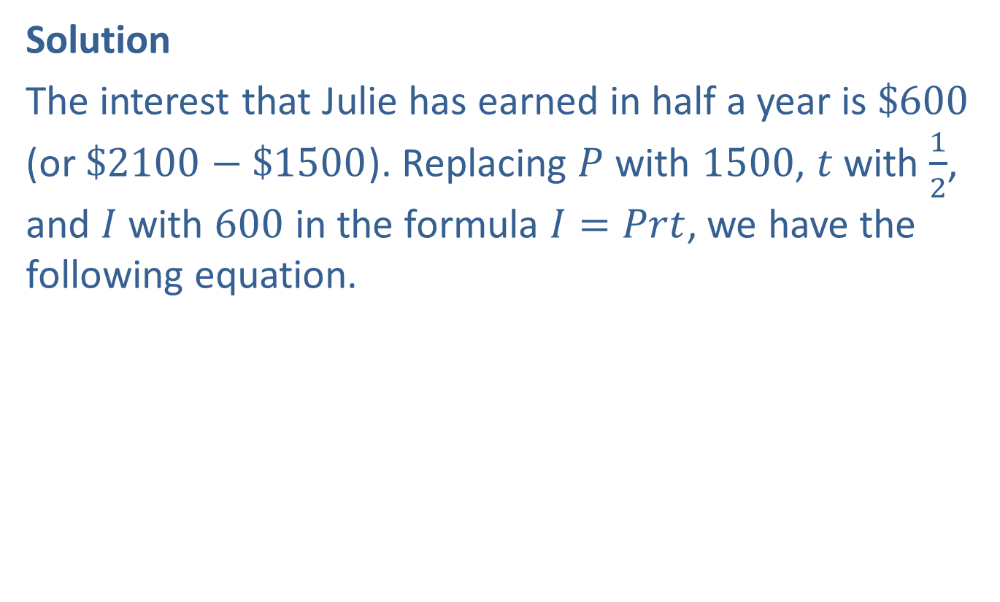 Solution
The interest that Julie has earned in half a year is $600
(or $2100 − $1500). Replacing P with 1500, t with 1/2,
and I with 600 in the formula I = Prt, we have the
following equation.